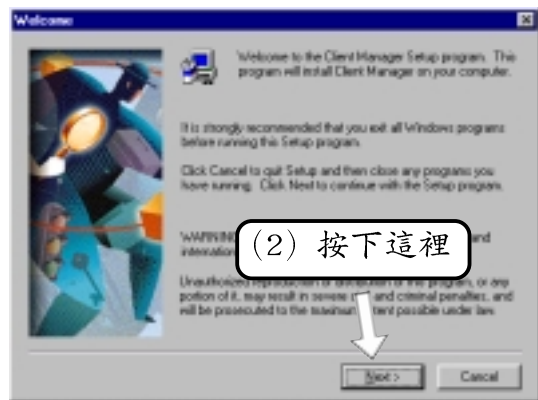 Welcome
Welcome to the Client Manager Setup program. This
program will install Client Manager on your computer.
It is strongly recommended that you exit all Windows programs
before running this Setup program.
Click Cancel to quit Setup and then close any programs you
have running. Click Next to continue with the Setup program.
WARNING and
(2) 按下這裡
internation
Unauthorized reproduction or distribution of this program, or any
portion of it, may result in severe and criminal penalties, and
will be prosecuted to the maximum possible under law.
Next > Cancel